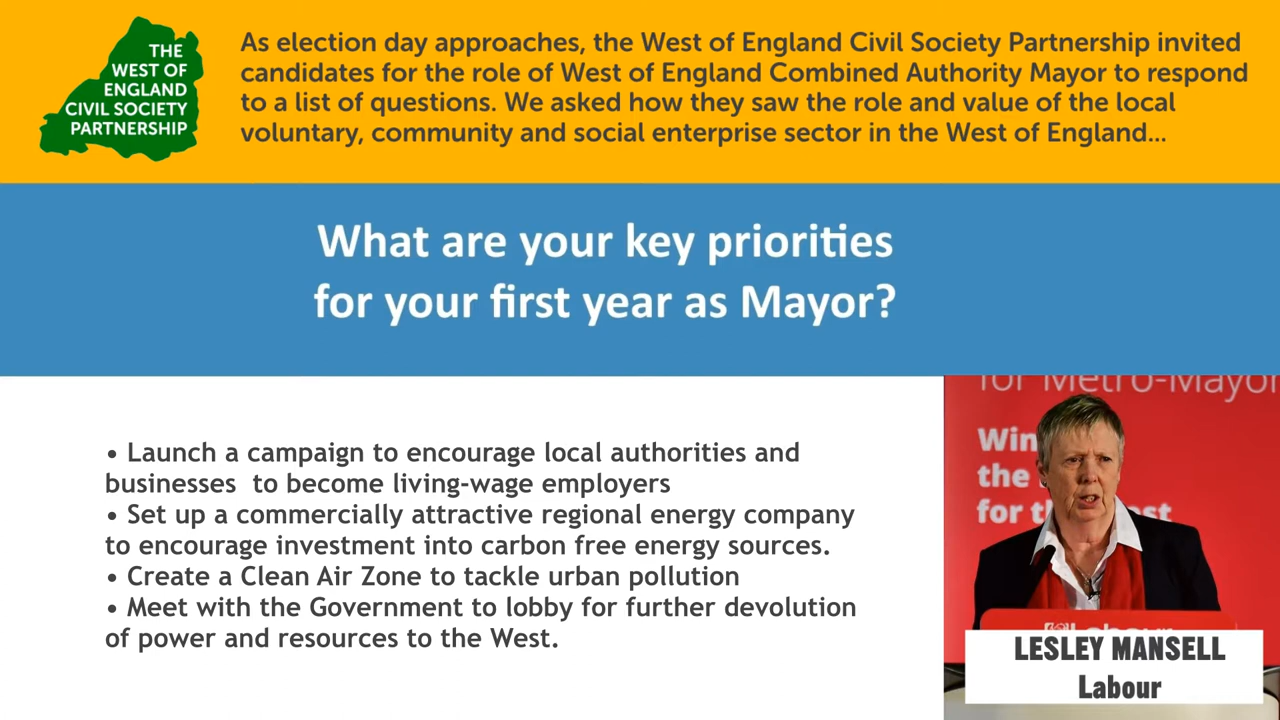 THE
WEST OF
ENGLAND
CIVIL SOCIETY
PARTNERSHIP
As election day approaches, the West of England Civil Society Partnership invited
candidates for the role of West of England Combined Authority Mayor to respond
to a list of questions. We asked how they saw the role and value of the local
voluntary, community and social enterprise sector in the West of England...
What are your key priorities
for your first year as Mayor?
• Launch a campaign to encourage local authorities and
businesses  to become living-wage employers
• Set up a commercially attractive regional energy company
to encourage investment into carbon free energy sources.
• Create a Clean Air Zone to tackle urban pollution
• Meet with the Government to lobby for further devolution
of power and resources to the West.
for Metro-Mayor
the
for
LESLEY MANSELL
Labour